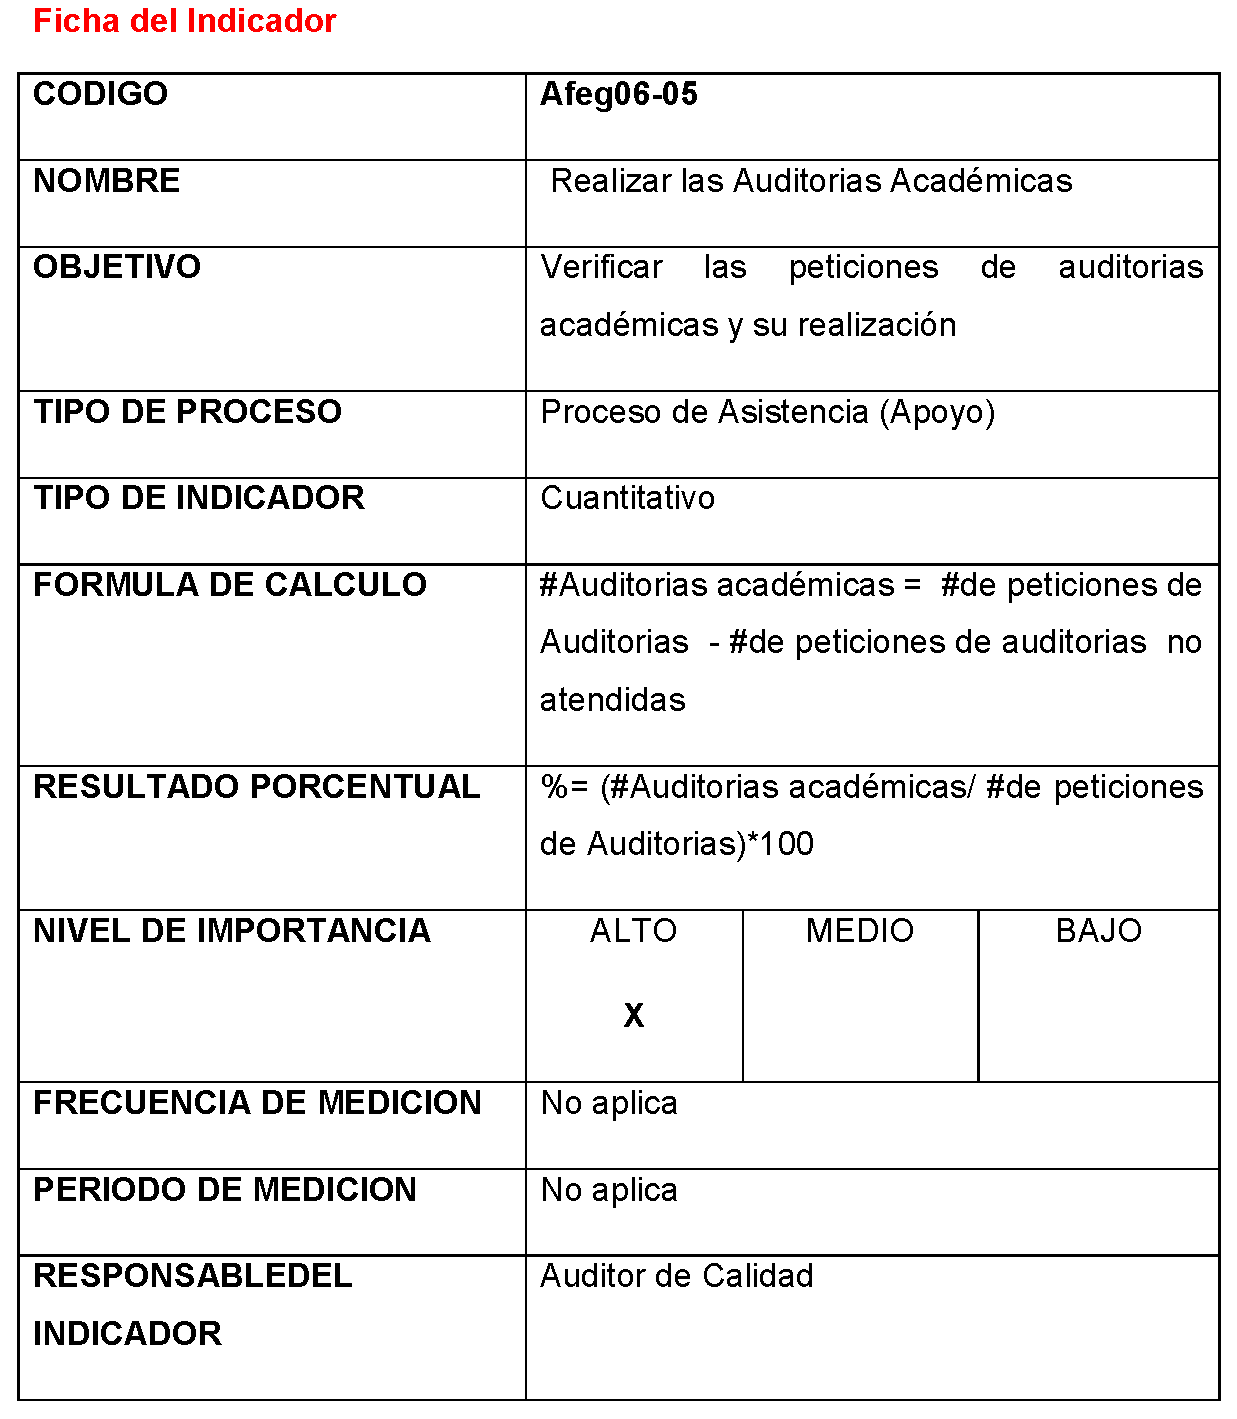 Ficha del Indicador
CODIGO Afeg06-05
NOMBRE Realizar las Auditorias Académicas
OBJETIVO Verificar las peticiones de auditorias
académicas y su realización
TIPO DE PROCESO Proceso de Asistencia (Apoyo)
TIPO DE INDICADOR Cuantitativo
FORMULA DE CALCULO #Auditorias académicas = #de peticiones de
Auditorias - #de peticiones de auditorias no
atendidas
RESULTADO PORCENTUAL %= (#Auditorias académicas/ #de peticiones
de Auditorias)*100
NIVEL DE IMPORTANCIA ALTO MEDIO BAJO
X
FRECUENCIA DE MEDICION No aplica
PERIODO DE MEDICION No aplica
RESPONSABLEDEL Auditor de Calidad
INDICADOR